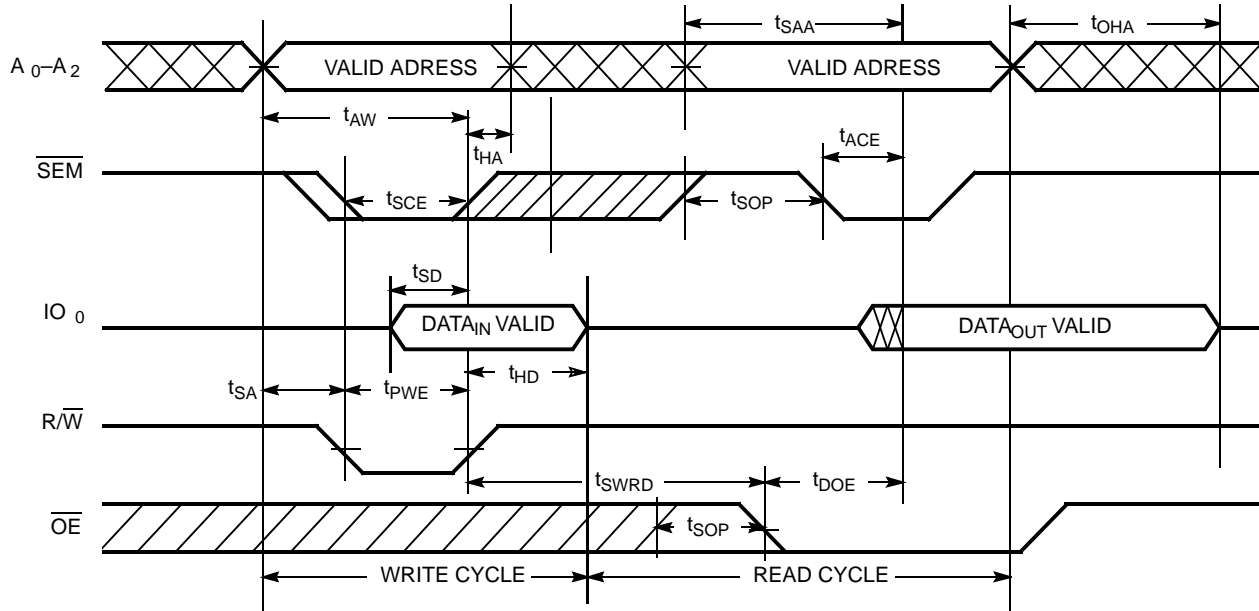 tSAA
tOHA
A0–A2
VALID ADRESS
VALID ADRESS
tAW
tHA
tACE
SEM
tSCE
tSOP
tSD
IO0
DATAIN VALID
DATAOUT VALID
tSA
tPWE
tHD
R/W
tSWRD
tDOE
OE
tSOP
WRITE CYCLE
READ CYCLE